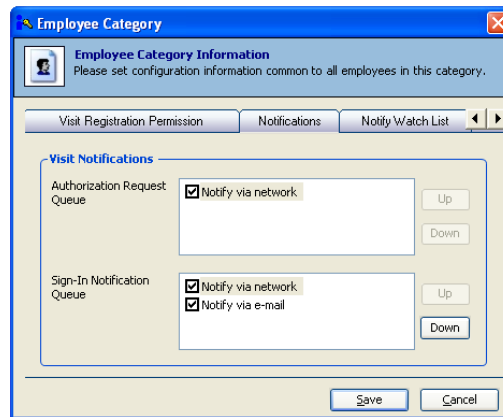 Employee Category
Employee Category Information
Please set configuration information common to all employees in this category.
Visit Registration Permission
Notifications
Notify Watch List
Visit Notifications
Authorization Request
Queue
Notify via network
Up
Down
Sign-In Notification
Queue
Notify via network
Notify via e-mail
Up
Down
Save
Cancel